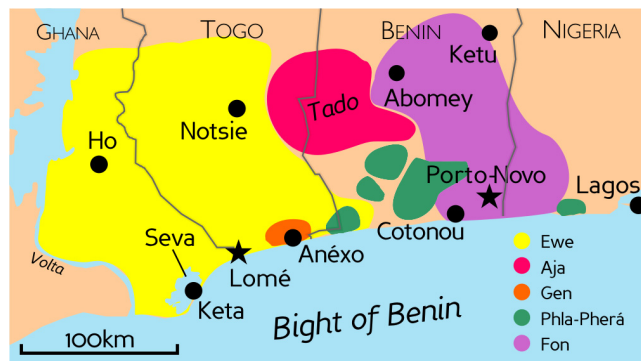 GHANA
TOGO
BENIN
NIGERIA
Ketu
Abomey
Tado
Notsie
Ho
Porto-Novo
Lagos
Seva
Anéxo
Cotonou
Volta
Lomé
Keta
Bight of Benin
100km
Ewe
Aja
Gen
Phla-Pherá
Fon